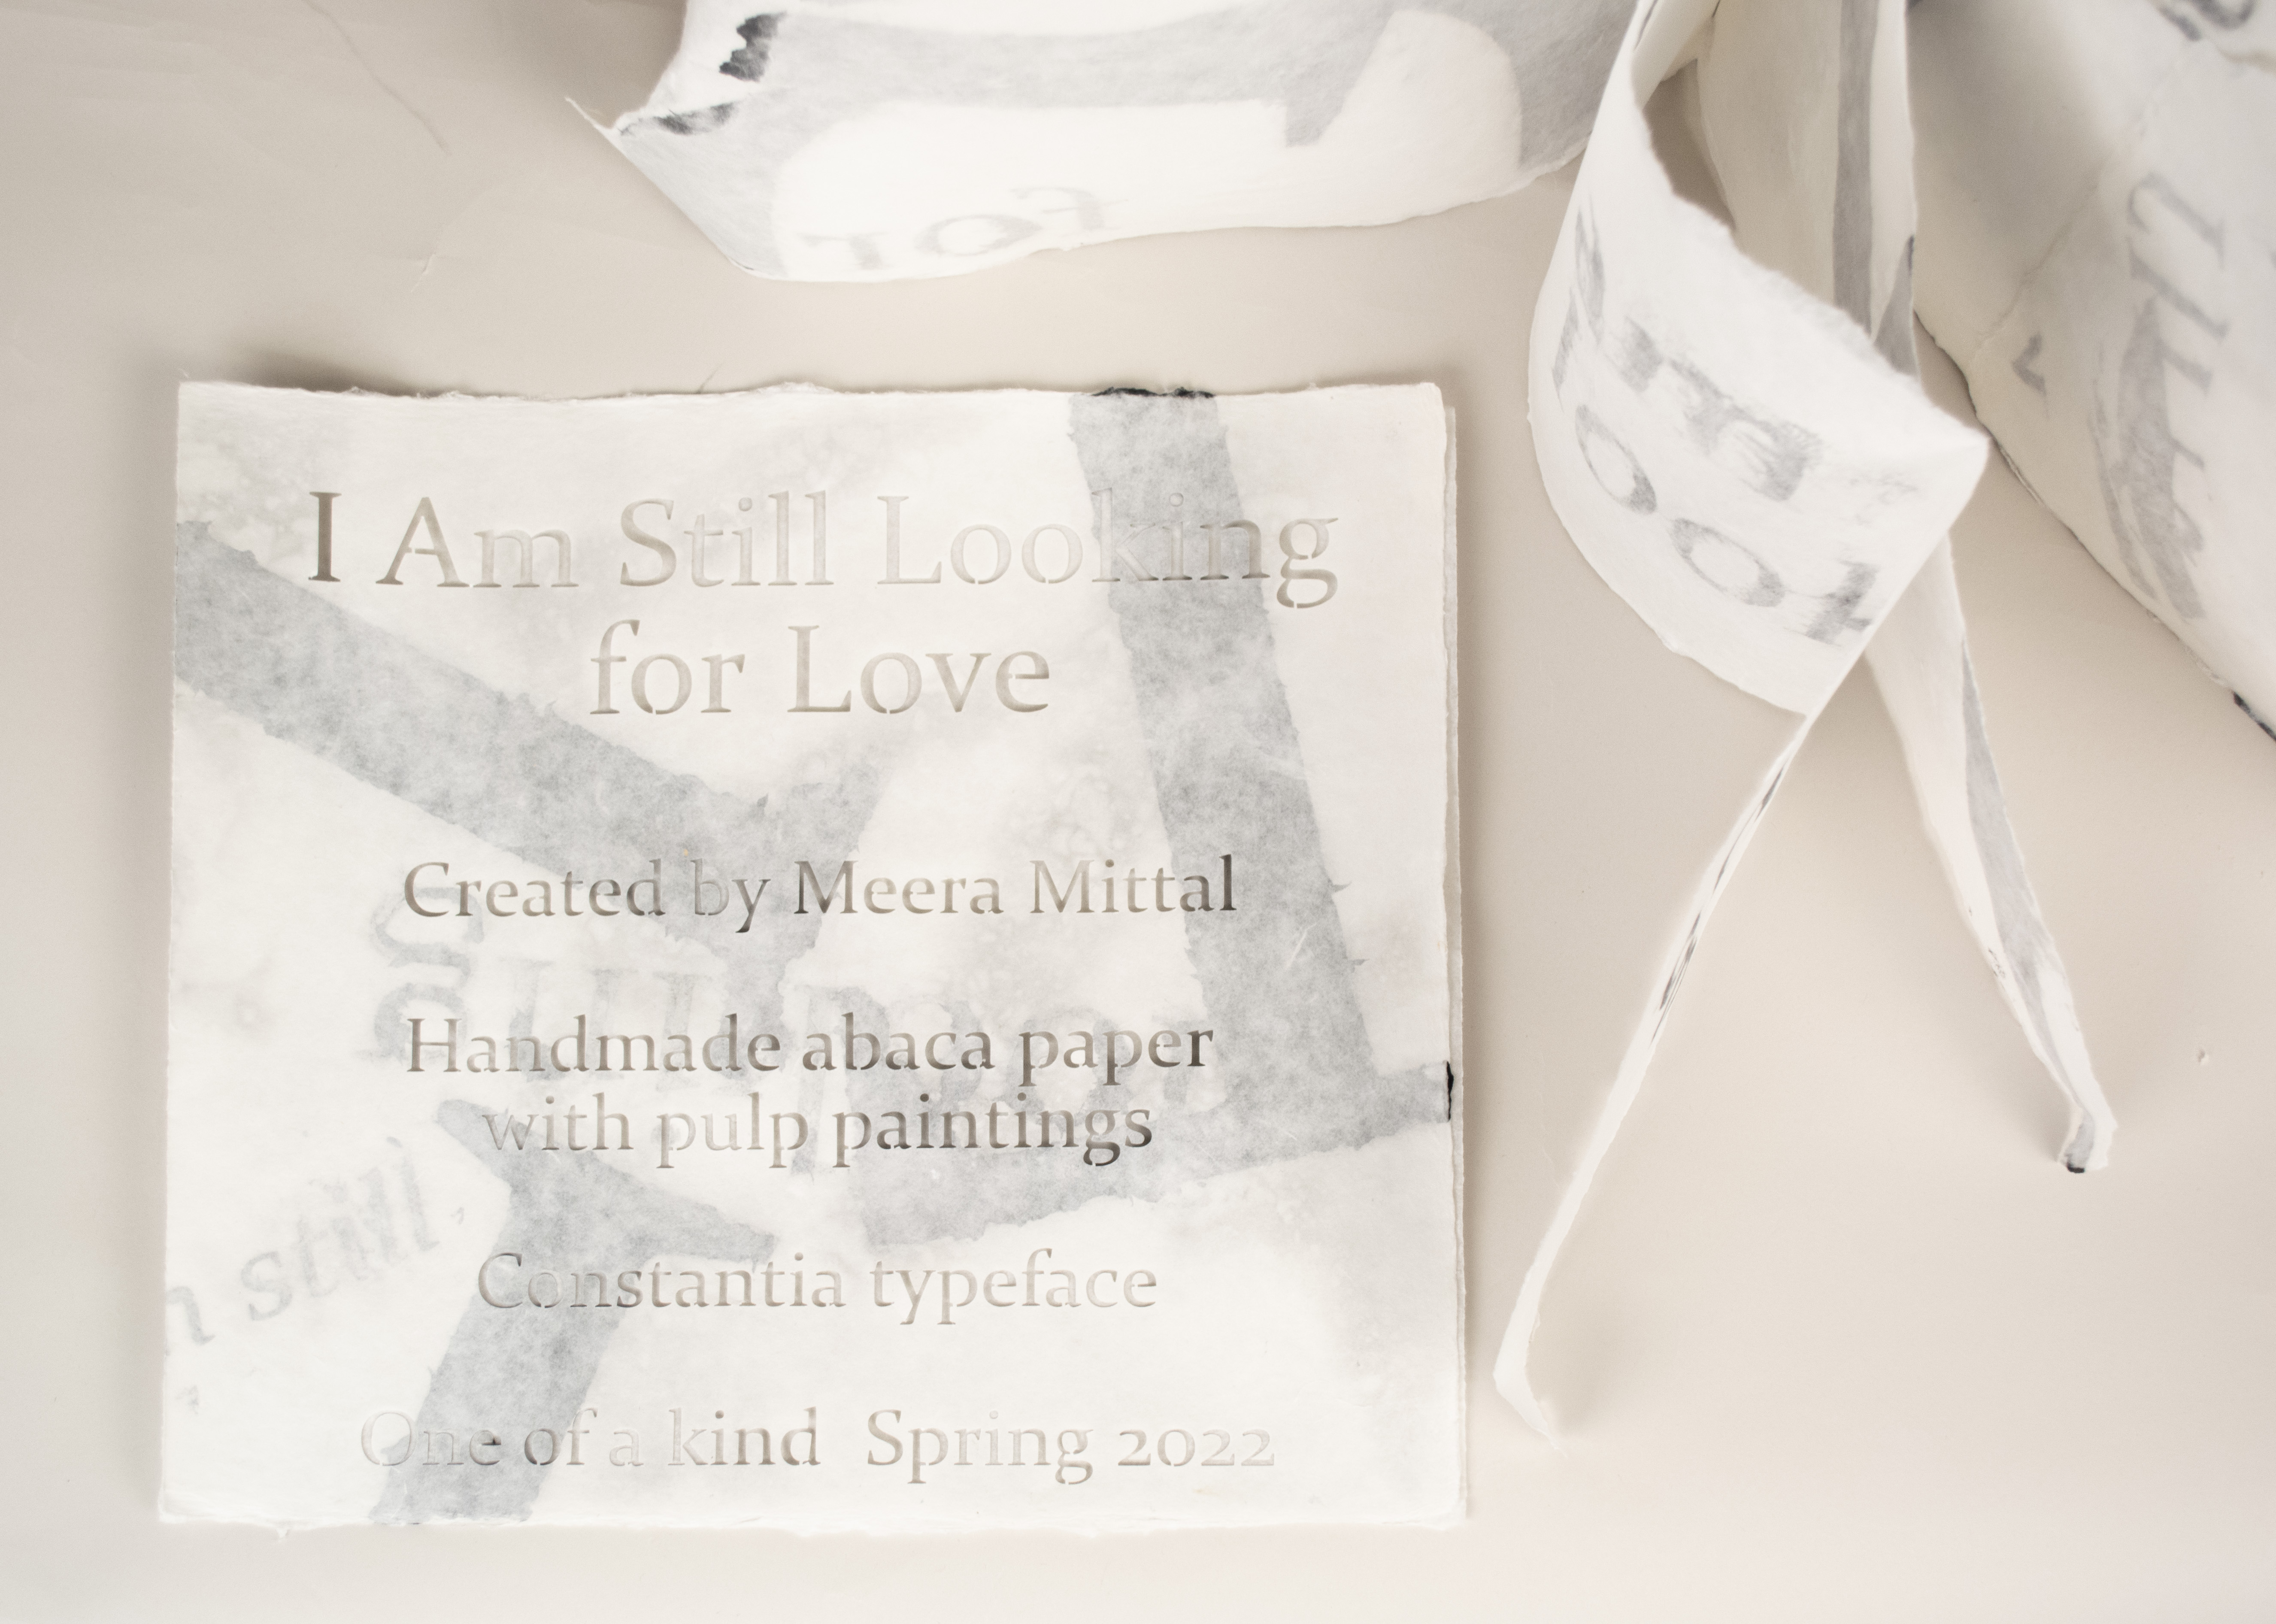 I Am Still Looking
for Love
Created by Meera Mittal
Handmade abaca paper
with pulp paintings
still
Constantia typeface
One of a kind Spring 2022